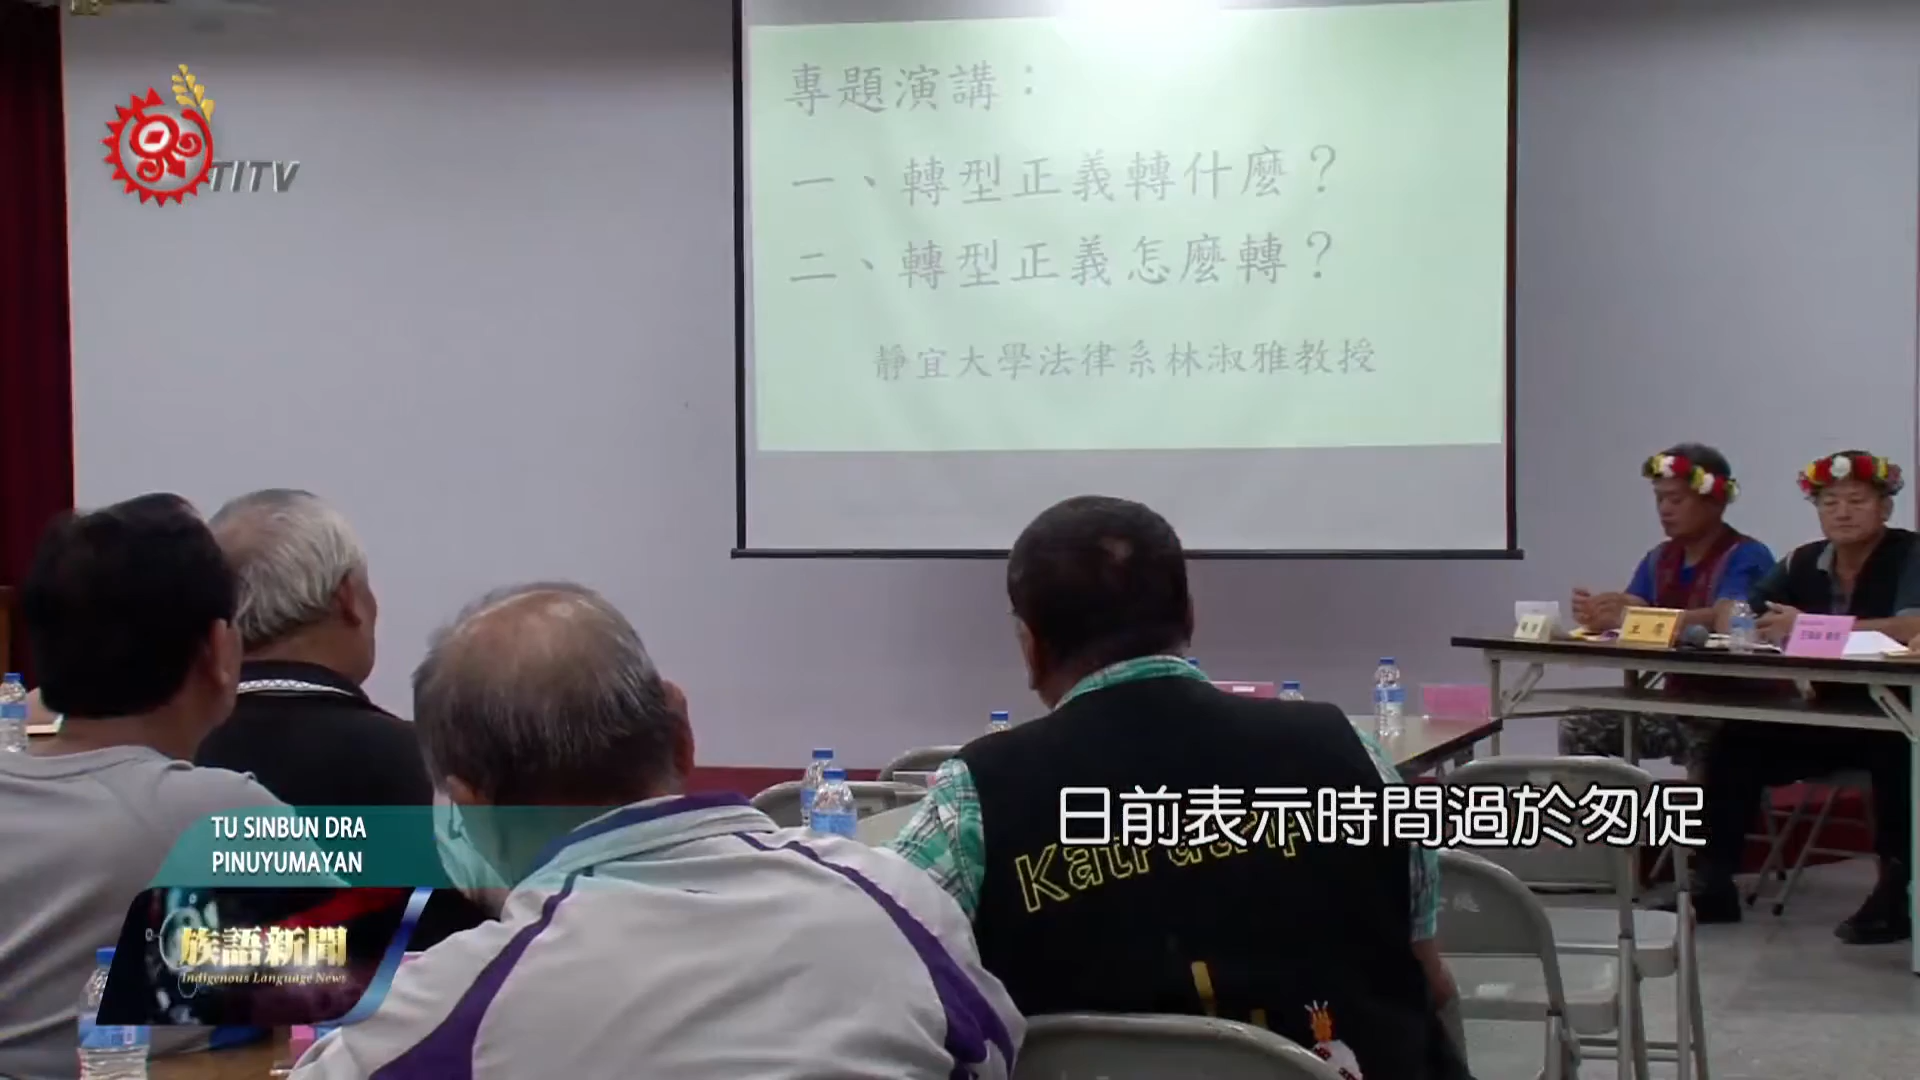 專題演講：
一、轉型正義轉什麼？
二、轉型正義怎麼轉？
靜宜大學法律系林淑雅教授
TITV
主席
日前表示時間過於匆促
TU SINBUN DRA
PINUYUMAYAN
族語新聞
Indigenous Language News